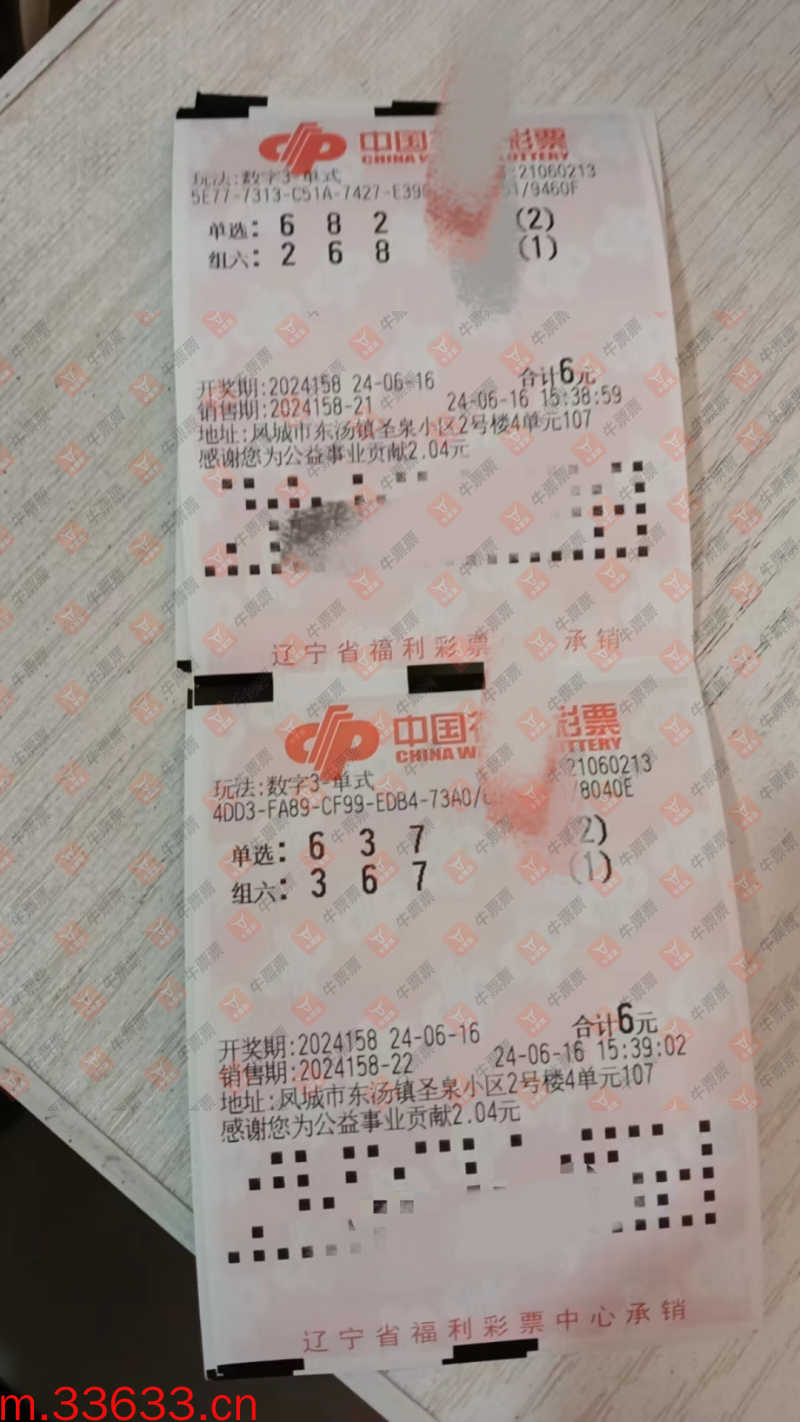 中国 彩票
CHINA W LOTTERY
玩法:数字3-单式 21060213
5E77-7313-C51A-7427-E39 /9460F
单选: 6 8 2 (2)
组六: 2 6 8 (1)
开奖期:2024158 24-06-16 合计6元
销售期:2024158-21 24-06-16 15:38:59
地址:凤城市东汤镇圣泉小区2号楼4单元107
感谢您为公益事业贡献2.04元
辽宁省福利彩票 承销
中国 彩票
CHINA W TTERY
玩法:数字3-单式 21060213
4DD3-FA89-CF99-EDB4-73A0/ /8040E
单选: 6 3 7 (2)
组六: 3 6 7 (1)
开奖期:2024158 24-06-16 合计6元
销售期:2024158-22 24-06-16 15:39:02
地址:凤城市东汤镇圣泉小区2号楼4单元107
感谢您为公益事业贡献2.04元
辽宁省福利彩票中心承销
牛票票
m.33633.cn